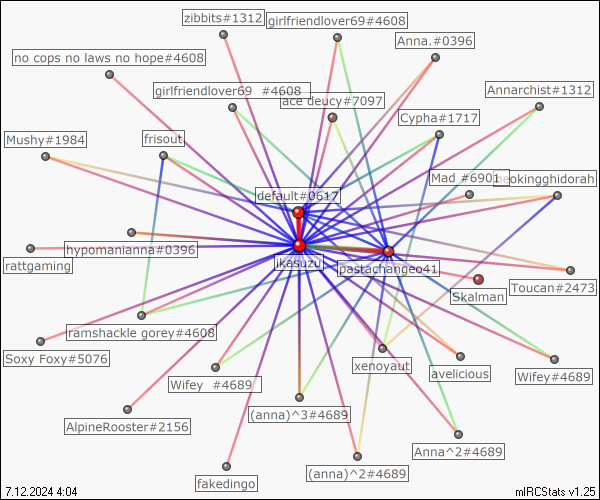 zibbits#1312
girlfriendlover69#4608
Anna.#0396
no cops no laws no hope#4608
girlfriendlover69 #4608
ace deucy#7097
Annarchist#1312
Cypha#1717
Mushy#1984
frisout
Mad #6901
okingghidorah
default#0617
hypomanianna#0396
rattgaming
ikasuzu
pastachangeo41
Skalman
Toucan#2473
ramshackle gorey#4608
Soxy Foxy#5076
xenoyaut
avelicious
Wifey#4689
Wifey #4689
(anna)^3#4689
AlpineRooster#2156
Anna^2#4689
(anna)^2#4689
fakedingo
7.12.2024 4:04
mIRCStats v1.25